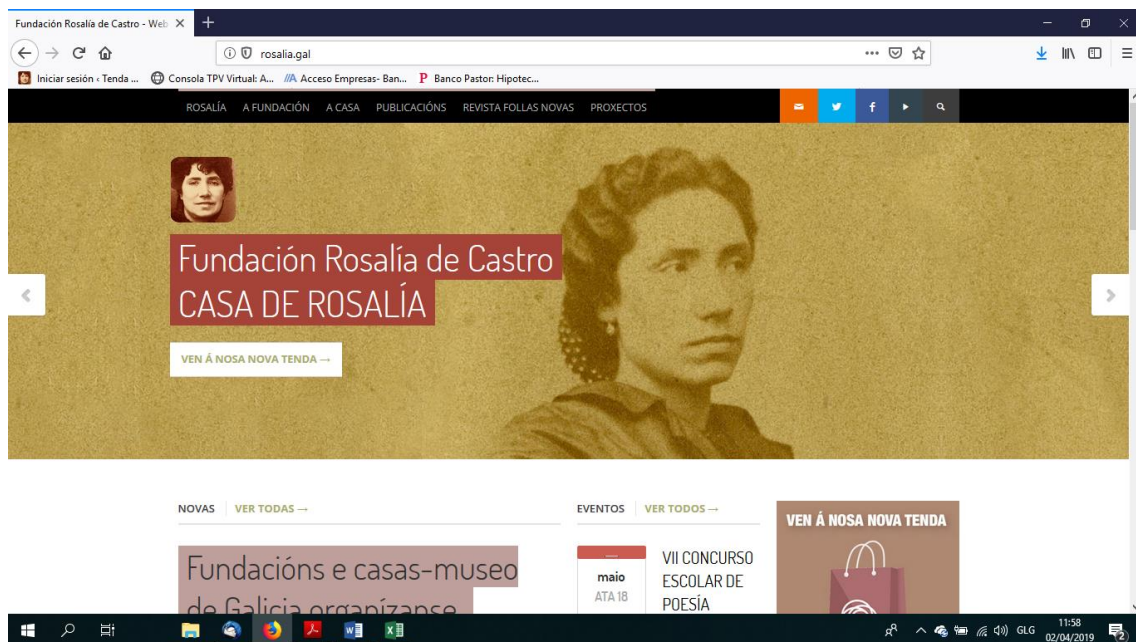 Fundación Rosalía de Castro - Web
rosalia.gal
Iniciar sesión ‹ Tenda ... Consola TPV Virtual: A... Acceso Empresas- Ban... P Banco Pastor: Hipotec...
ROSALÍA A FUNDACIÓN A CASA PUBLICACIÓNS REVISTA FOLLAS NOVAS PROXECTOS
Fundación Rosalía de Castro
CASA DE ROSALÍA
VEN Á NOSA NOVA TENDA →
NOVAS VER TODAS →
EVENTOS VER TODOS →
VEN Á NOSA NOVA TENDA
Fundacións e casas-museo
de Galicia organízanse
maio
ATA 18
VII CONCURSO
ESCOLAR DE
POESÍA
GLG
11:58
02/04/2019